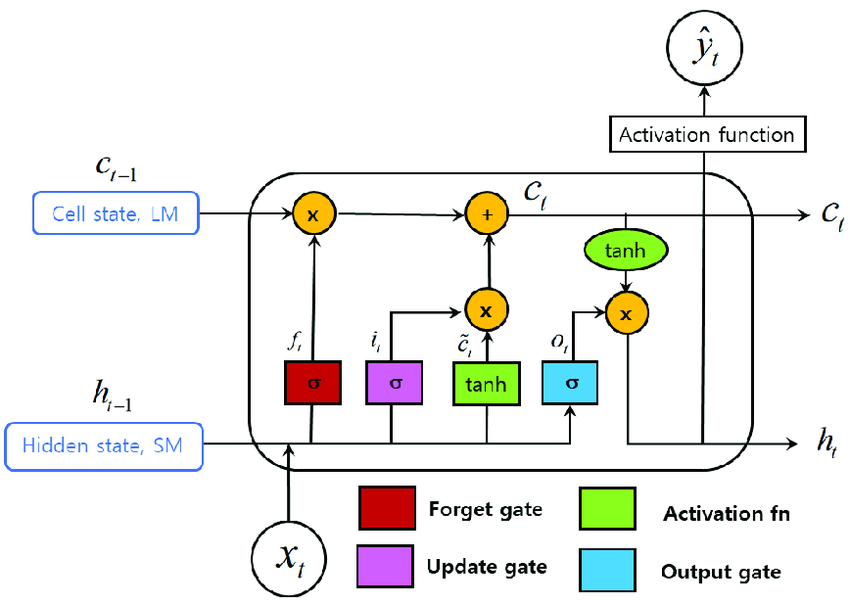 ŷₜ
Activation function
cₜ₋₁
Cell state, LM
x
+
Cₜ
Cₜ
tanh
x
x
fₜ
iₜ
c̃ₜ
oₜ
σ
σ
tanh
σ
hₜ₋₁
Hidden state, SM
hₜ
xₜ
Forget gate
Activation fn
Update gate
Output gate